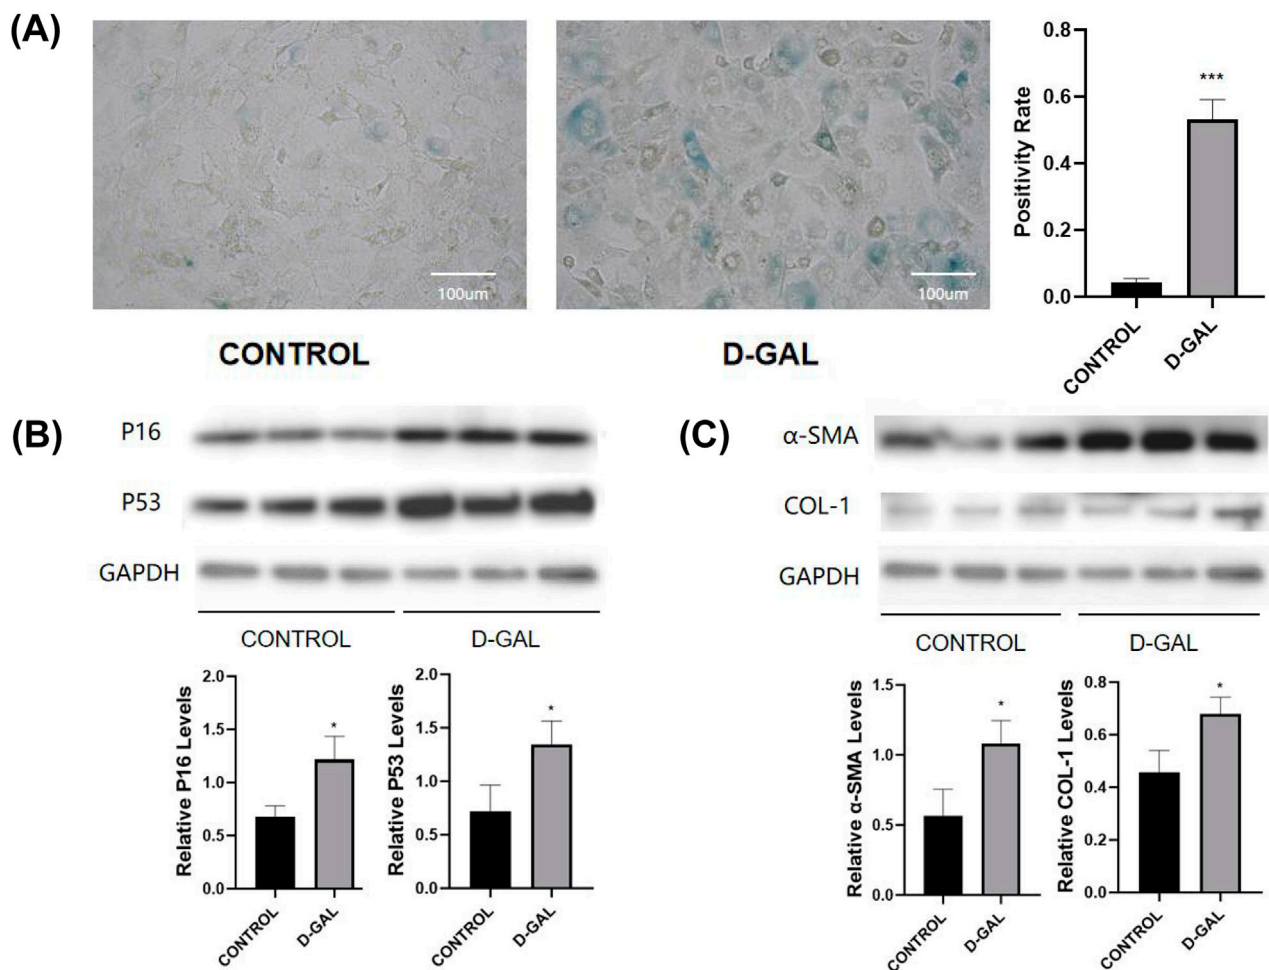 (A)
100um
100um
CONTROL
D-GAL
Positivity Rate
0.8
0.6
0.4
0.2
0.0
***
CONTROL
D-GAL
(B)
P16
P53
GAPDH
CONTROL
D-GAL
Relative P16 Levels
2.0
1.5
1.0
0.5
0.0
*
CONTROL
D-GAL
Relative P53 Levels
2.0
1.5
1.0
0.5
0.0
*
CONTROL
D-GAL
(C)
α-SMA
COL-1
GAPDH
CONTROL
D-GAL
Relative α-SMA Levels
1.5
1.0
0.5
0.0
*
CONTROL
D-GAL
Relative COL-1 Levels
0.8
0.6
0.4
0.2
0.0
*
CONTROL
D-GAL